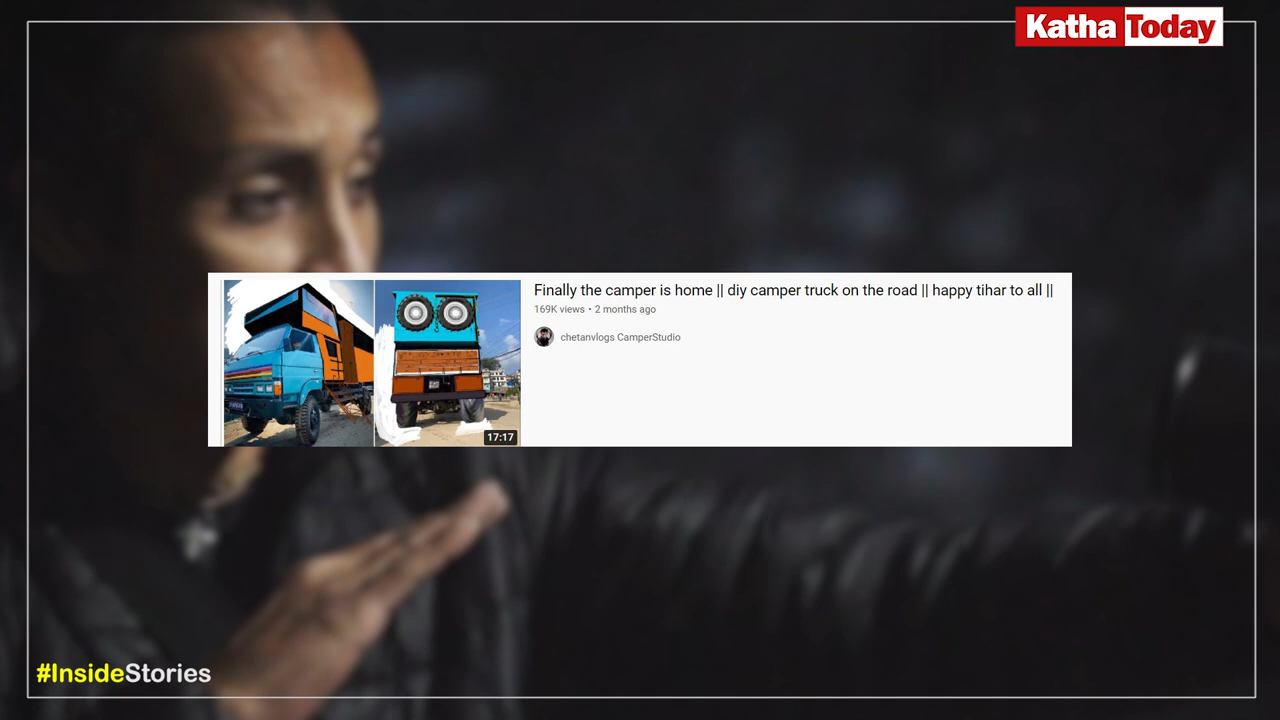 Katha Today
Finally the camper is home || diy camper truck on the road || happy tihar to all ||
169K views • 2 months ago
chetanvlogs CamperStudio
17:17
#InsideStories